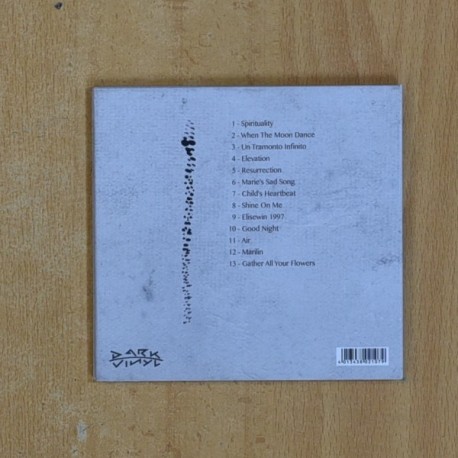 1 - Spirituality
2 - When The Moon Dance
3 - Un Tramonto Infinito
4 - Elevation
5 - Resurrection
6 - Marie's Sad Song
7 - Child's Heartbeat
8 - Shine On Me
9 - Elisewin 1997
10 - Good Night
11 - Air
12 - Marilin
13 - Gather All Your Flowers
DARK
VINYL